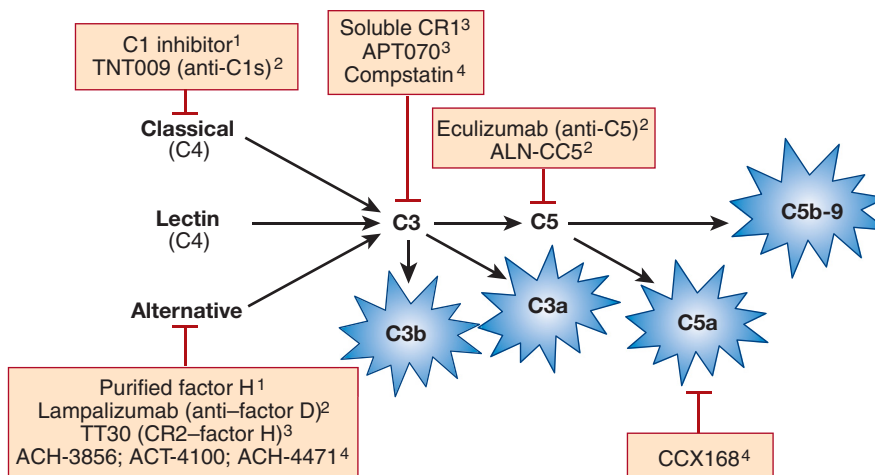 C1 inhibitor¹
TNT009 (anti-C1s)²
Soluble CR1³
APT070³
Compstatin⁴
Classical
(C4)
Eculizumab (anti-C5)²
ALN-CC5²
Lectin
(C4)
C3
C5
C5b-9
Alternative
C3b
C3a
C5a
Purified factor H¹
Lampalizumab (anti–factor D)²
TT30 (CR2–factor H)³
ACH-3856; ACT-4100; ACH-4471⁴
CCX168⁴